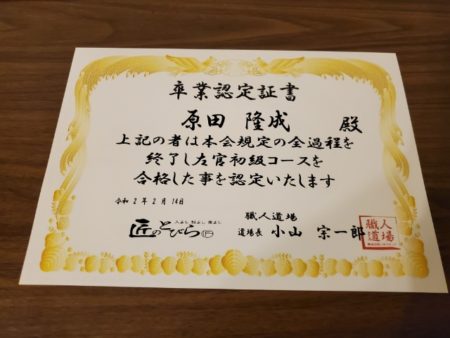 卒業認定証書
原田 隆成 殿
上記の者は本会規定の全過程を
終了した官初級コースを
合格した事を認定いたします
令和 2 年 2 月 14日
職人道場
匠のとびら
道場長 小山 宗一郎
職人
道場